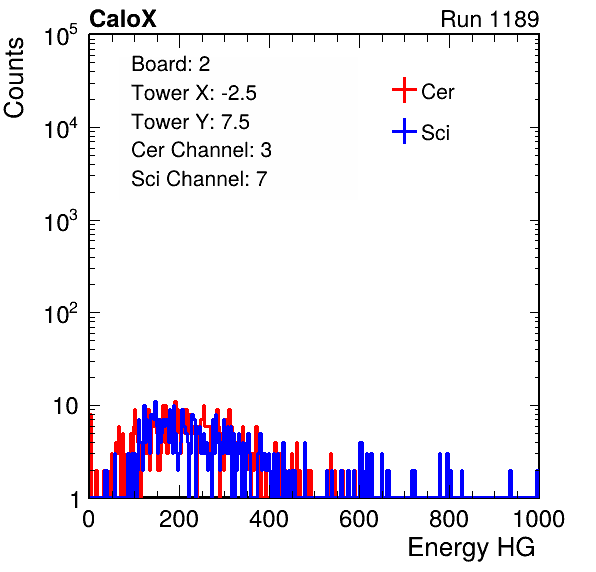 CaloX Run 1189
Counts
Board: 2
Tower X: -2.5
Tower Y: 7.5
Cer Channel: 3
Sci Channel: 7
Cer
Sci
10^5
10^4
10^3
10^2
10
1
0 200 400 600 800 1000
Energy HG